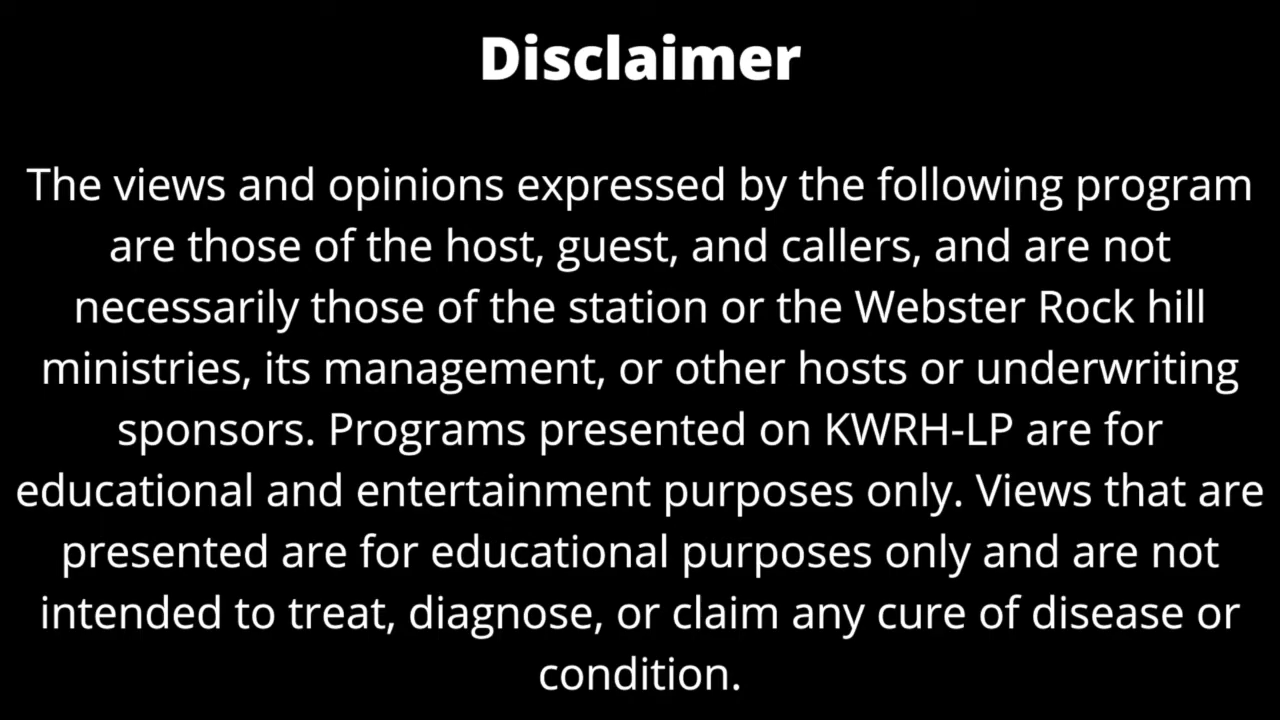 Disclaimer
The views and opinions expressed by the following program
are those of the host, guest, and callers, and are not
necessarily those of the station or the Webster Rock hill
ministries, its management, or other hosts or underwriting
sponsors. Programs presented on KWRH-LP are for
educational and entertainment purposes only. Views that are
presented are for educational purposes only and are not
intended to treat, diagnose, or claim any cure of disease or
condition.